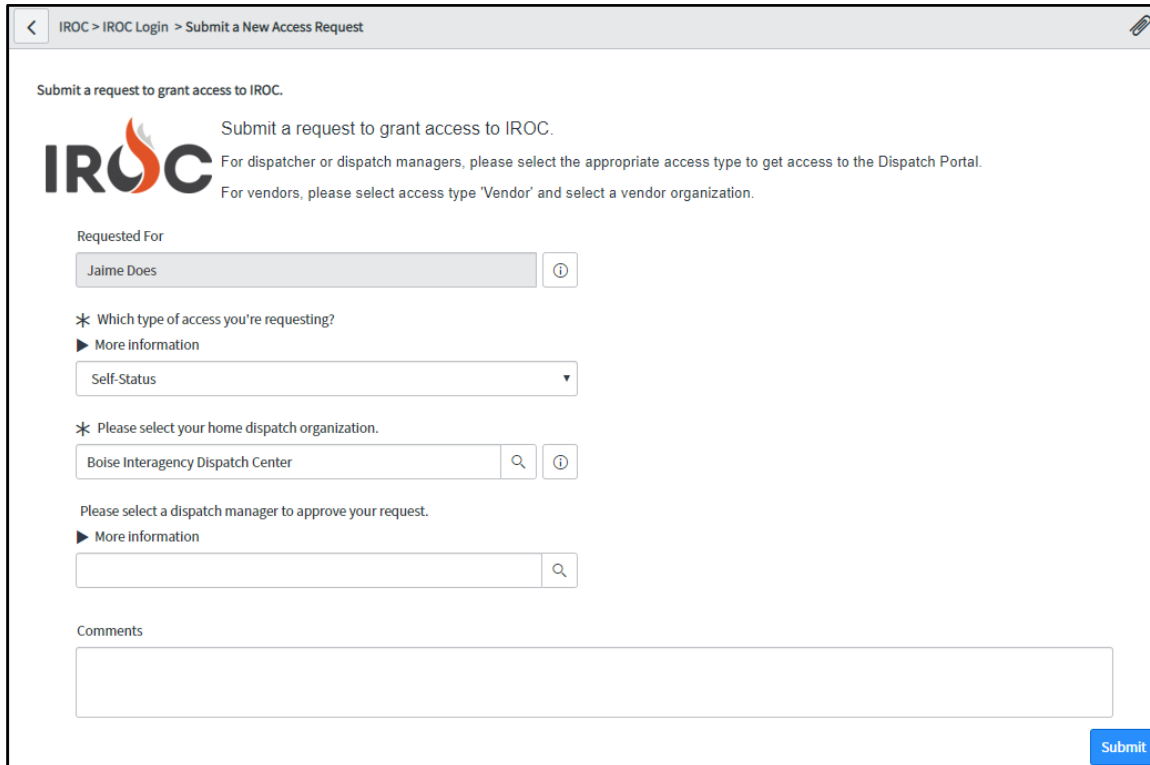 IROC > IROC Login > Submit a New Access Request
Submit a request to grant access to IROC.
IROC
Submit a request to grant access to IROC.
For dispatcher or dispatch managers, please select the appropriate access type to get access to the Dispatch Portal.
For vendors, please select access type 'Vendor' and select a vendor organization.
Requested For
Jaime Does
Which type of access you're requesting?
More information
Self-Status
Please select your home dispatch organization.
Boise Interagency Dispatch Center
Please select a dispatch manager to approve your request.
More information
Comments
Submit